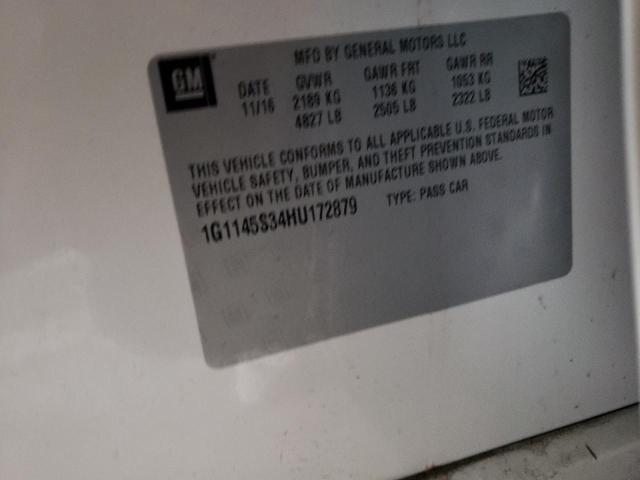 MFD BY GENERAL MOTORS LLC
GM
DATE GVWR GAWR FRT GAWR RR
11/16 2189 KG 1136 KG 1053 KG
4827 LB 2505 LB 2322 LB
THIS VEHICLE CONFORMS TO ALL APPLICABLE U.S. FEDERAL MOTOR
VEHICLE SAFETY, BUMPER, AND THEFT PREVENTION STANDARDS IN
EFFECT ON THE DATE OF MANUFACTURE SHOWN ABOVE.
1G1145S34HU172879 TYPE: PASS CAR